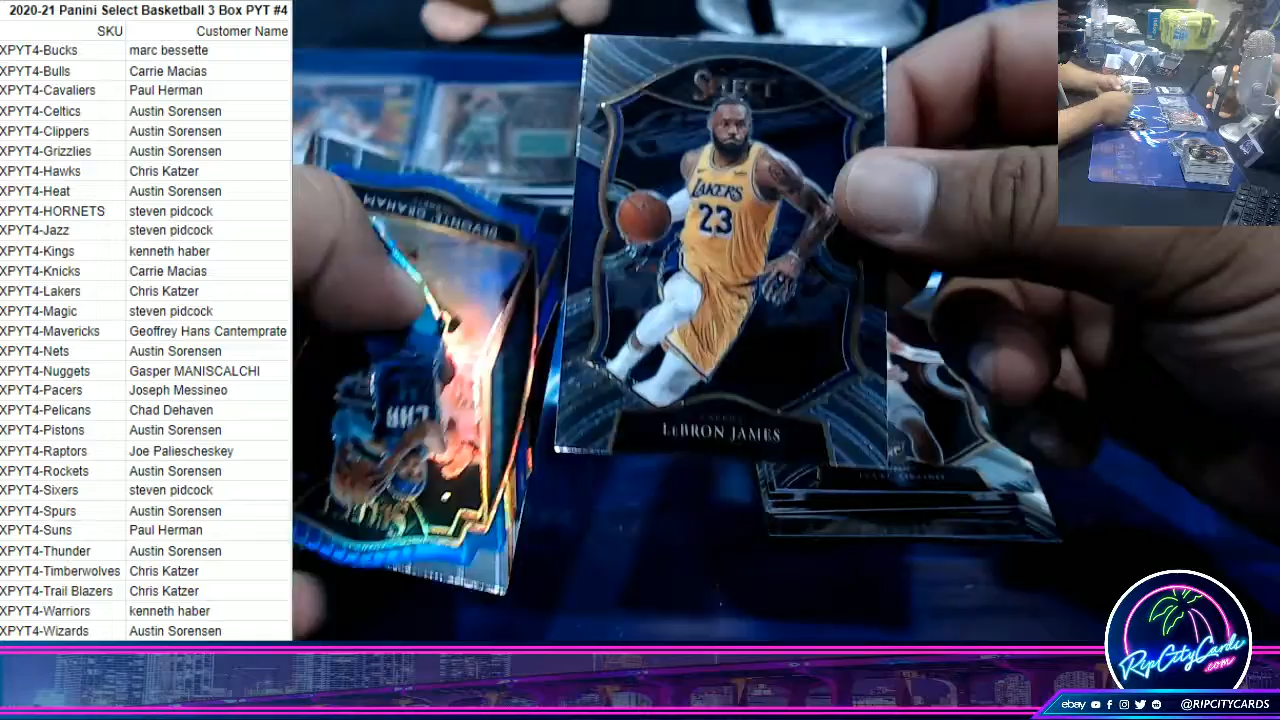 2020-21 Panini Select Basketball 3 Box PYT #4
SKU Customer Name
XPYT4-Bucks marc bessette
XPYT4-Bulls Carrie Macias
XPYT4-Cavaliers Paul Herman
XPYT4-Celtics Austin Sorensen
XPYT4-Clippers Austin Sorensen
XPYT4-Grizzlies Austin Sorensen
XPYT4-Hawks Chris Katzer
XPYT4-Heat Austin Sorensen
XPYT4-HORNETS steven pidcock
XPYT4-Jazz steven pidcock
XPYT4-Kings kenneth haber
XPYT4-Knicks Carrie Macias
XPYT4-Lakers Chris Katzer
XPYT4-Magic steven pidcock
XPYT4-Mavericks Geoffrey Hans Cantemprate
XPYT4-Nets Austin Sorensen
XPYT4-Nuggets Gasper MANISCALCHI
XPYT4-Pacers Joseph Messineo
XPYT4-Pelicans Chad Dehaven
XPYT4-Pistons Austin Sorensen
XPYT4-Raptors Joe Paliescheskey
XPYT4-Rockets Austin Sorensen
XPYT4-Sixers steven pidcock
XPYT4-Spurs Austin Sorensen
XPYT4-Suns Paul Herman
XPYT4-Thunder Austin Sorensen
XPYT4-Timberwolves Chris Katzer
XPYT4-Trail Blazers Chris Katzer
XPYT4-Warriors kenneth haber
XPYT4-Wizards Austin Sorensen
SELECT
LAKERS
23
LEBRON JAMES
DEVONTE' GRAHAM
CHA
RipCityCards
.com
ebay @RIPCITYCARDS